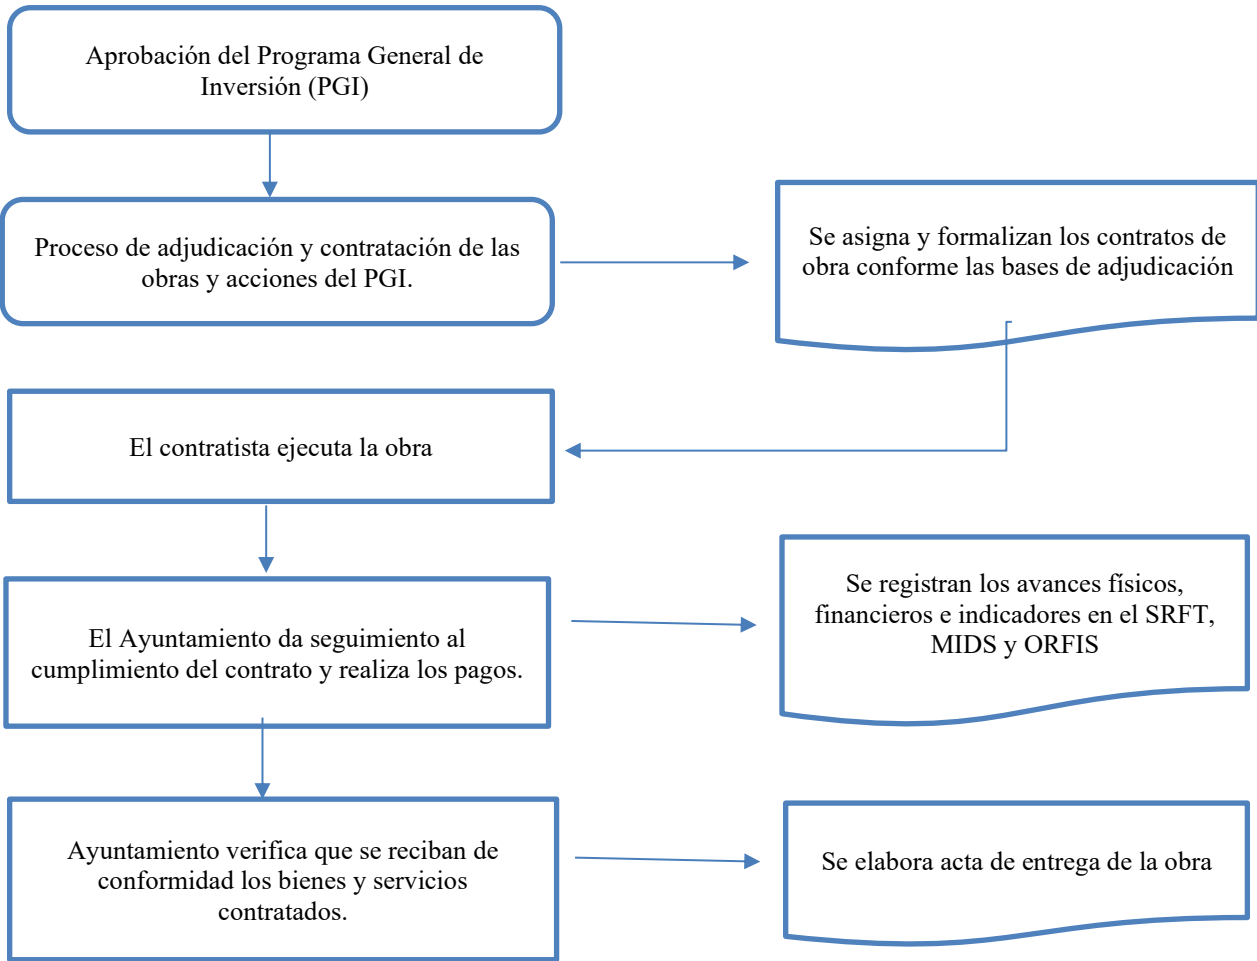 Aprobación del Programa General de
Inversión (PGI)
Proceso de adjudicación y contratación de las
obras y acciones del PGI.
Se asigna y formalizan los contratos de
obra conforme las bases de adjudicación
El contratista ejecuta la obra
El Ayuntamiento da seguimiento al
cumplimiento del contrato y realiza los pagos.
Se registran los avances físicos,
financieros e indicadores en el SRFT,
MIDS y ORFIS
Ayuntamiento verifica que se reciban de
conformidad los bienes y servicios
contratados.
Se elabora acta de entrega de la obra